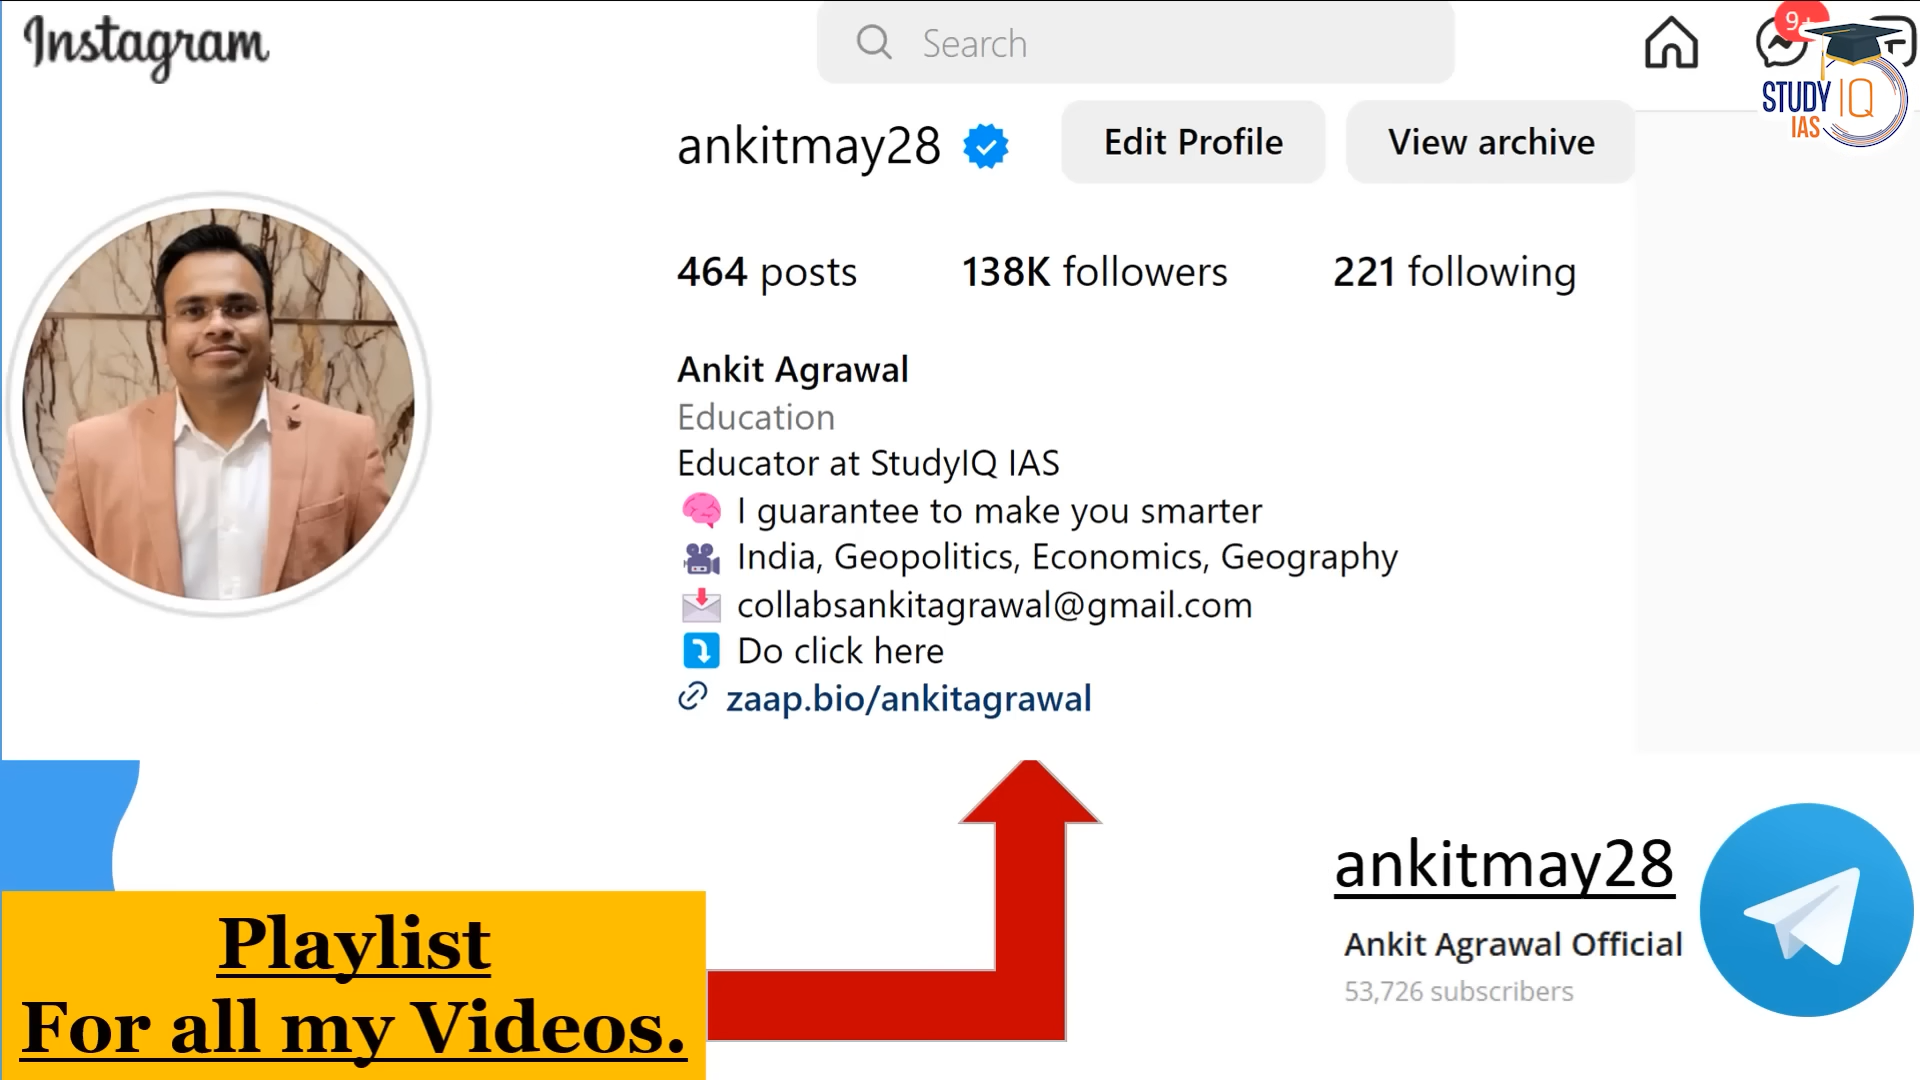 Instagram
Search
9+
STUDY IQ
IAS
ankitmay28
Edit Profile
View archive
464 posts
138K followers
221 following
Ankit Agrawal
Education
Educator at StudyIQ IAS
I guarantee to make you smarter
India, Geopolitics, Economics, Geography
collabsankitagrawal@gmail.com
Do click here
zaap.bio/ankitagrawal
ankitmay28
Ankit Agrawal Official
53,726 subscribers
Playlist
For all my Videos.